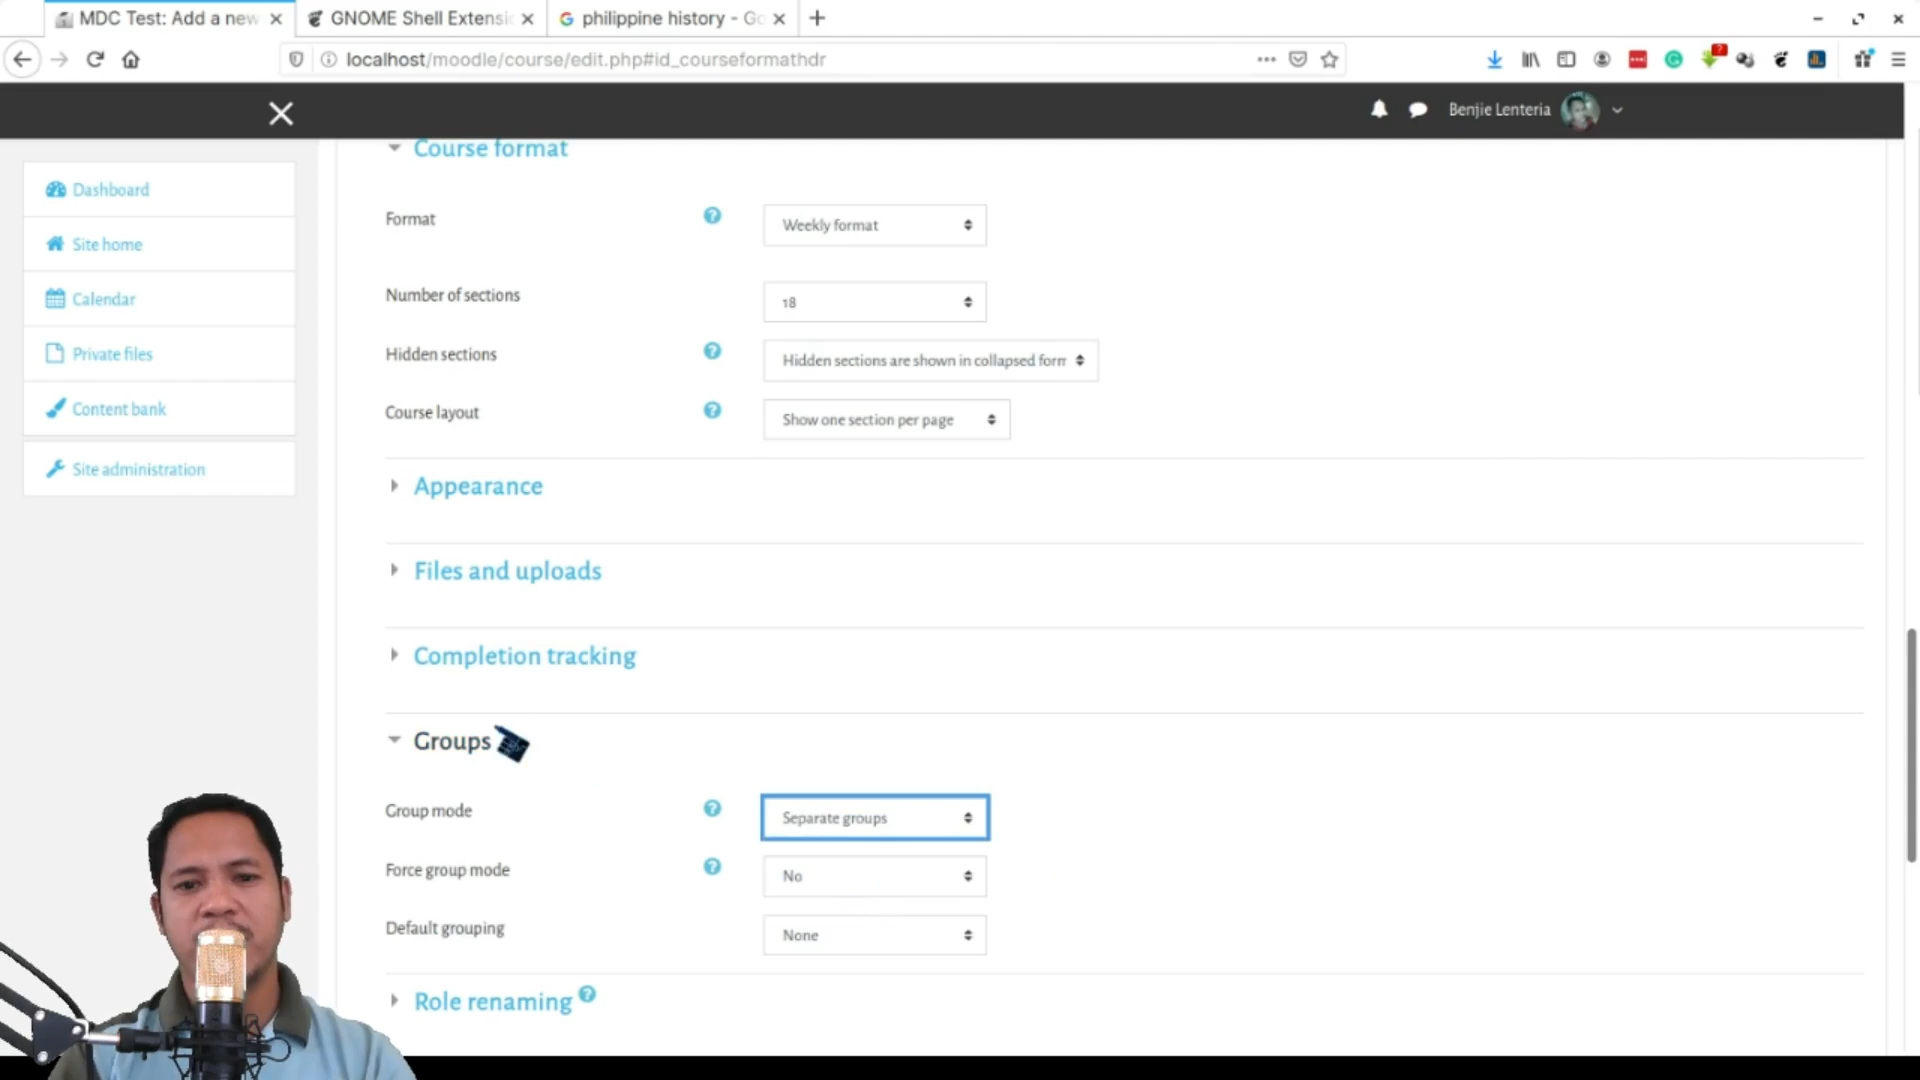 MDC Test: Add a new
GNOME Shell Extensi
philippine history - Go
localhost/moodle/course/edit.php#id_courseformathdr
Benjie Lenteria
Dashboard
Site home
Calendar
Private files
Content bank
Site administration
Course format
Format
Weekly format
Number of sections
18
Hidden sections
Hidden sections are shown in collapsed form
Course layout
Show one section per page
Appearance
Files and uploads
Completion tracking
Groups
Group mode
Separate groups
Force group mode
No
Default grouping
None
Role renaming